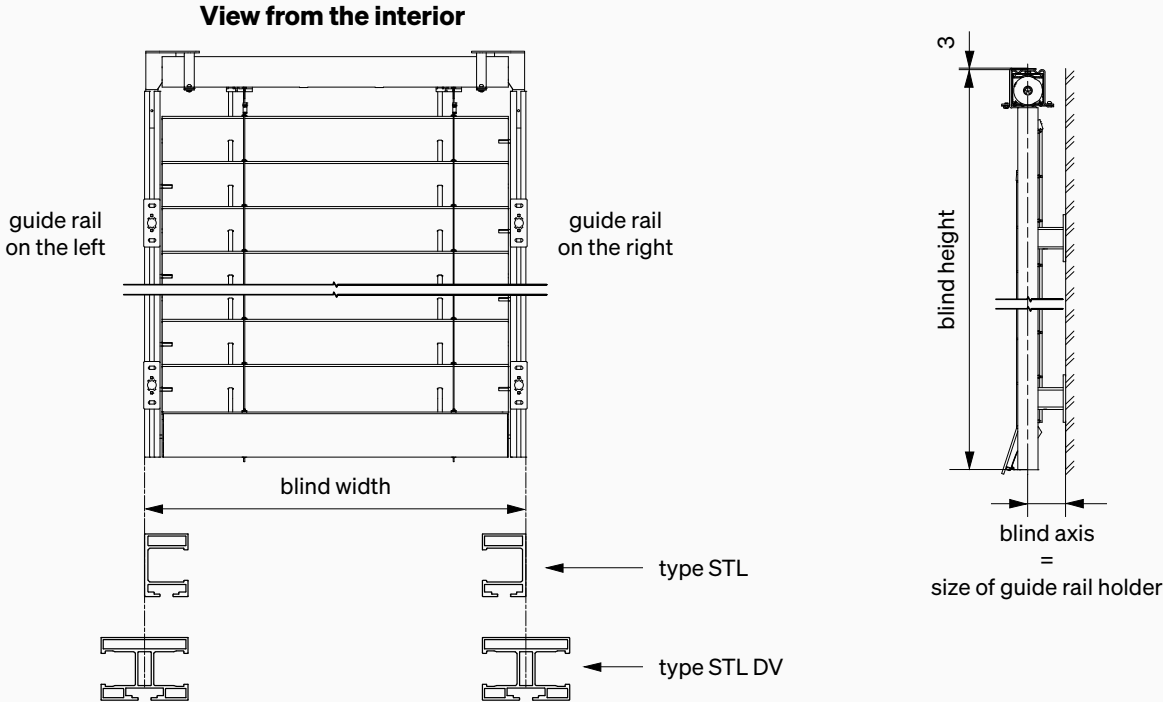 View from the interior
3
guide rail
on the left
guide rail
on the right
blind height
blind width
blind axis
=
size of guide rail holder
type STL
type STL DV